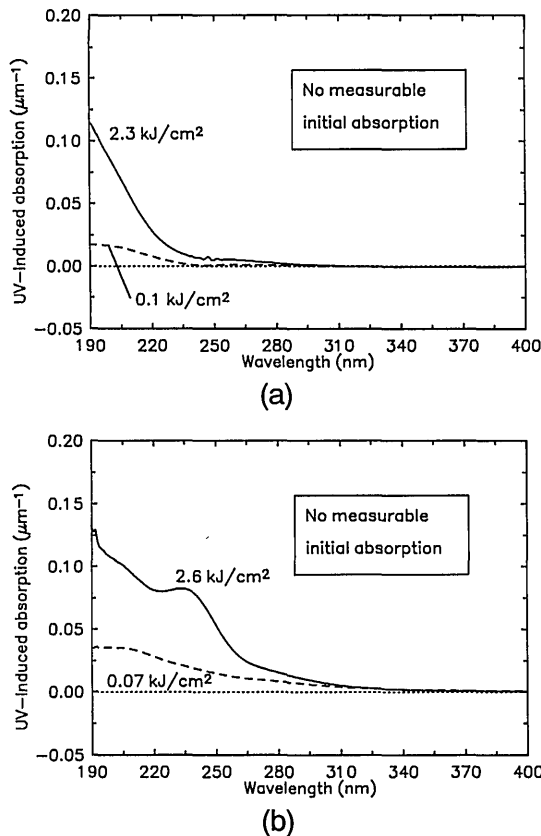 0.20
0.15
0.10
0.05
0.00
−0.05
UV−Induced absorption (μm⁻¹)
2.3 kJ/cm²
0.1 kJ/cm²
No measurable
initial absorption
190 220 250 280 310 340 370 400
Wavelength (nm)
(a)
0.20
0.15
0.10
0.05
0.00
−0.05
UV−Induced absorption (μm⁻¹)
No measurable
initial absorption
2.6 kJ/cm²
0.07 kJ/cm²
190 220 250 280 310 340 370 400
Wavelength (nm)
(b)